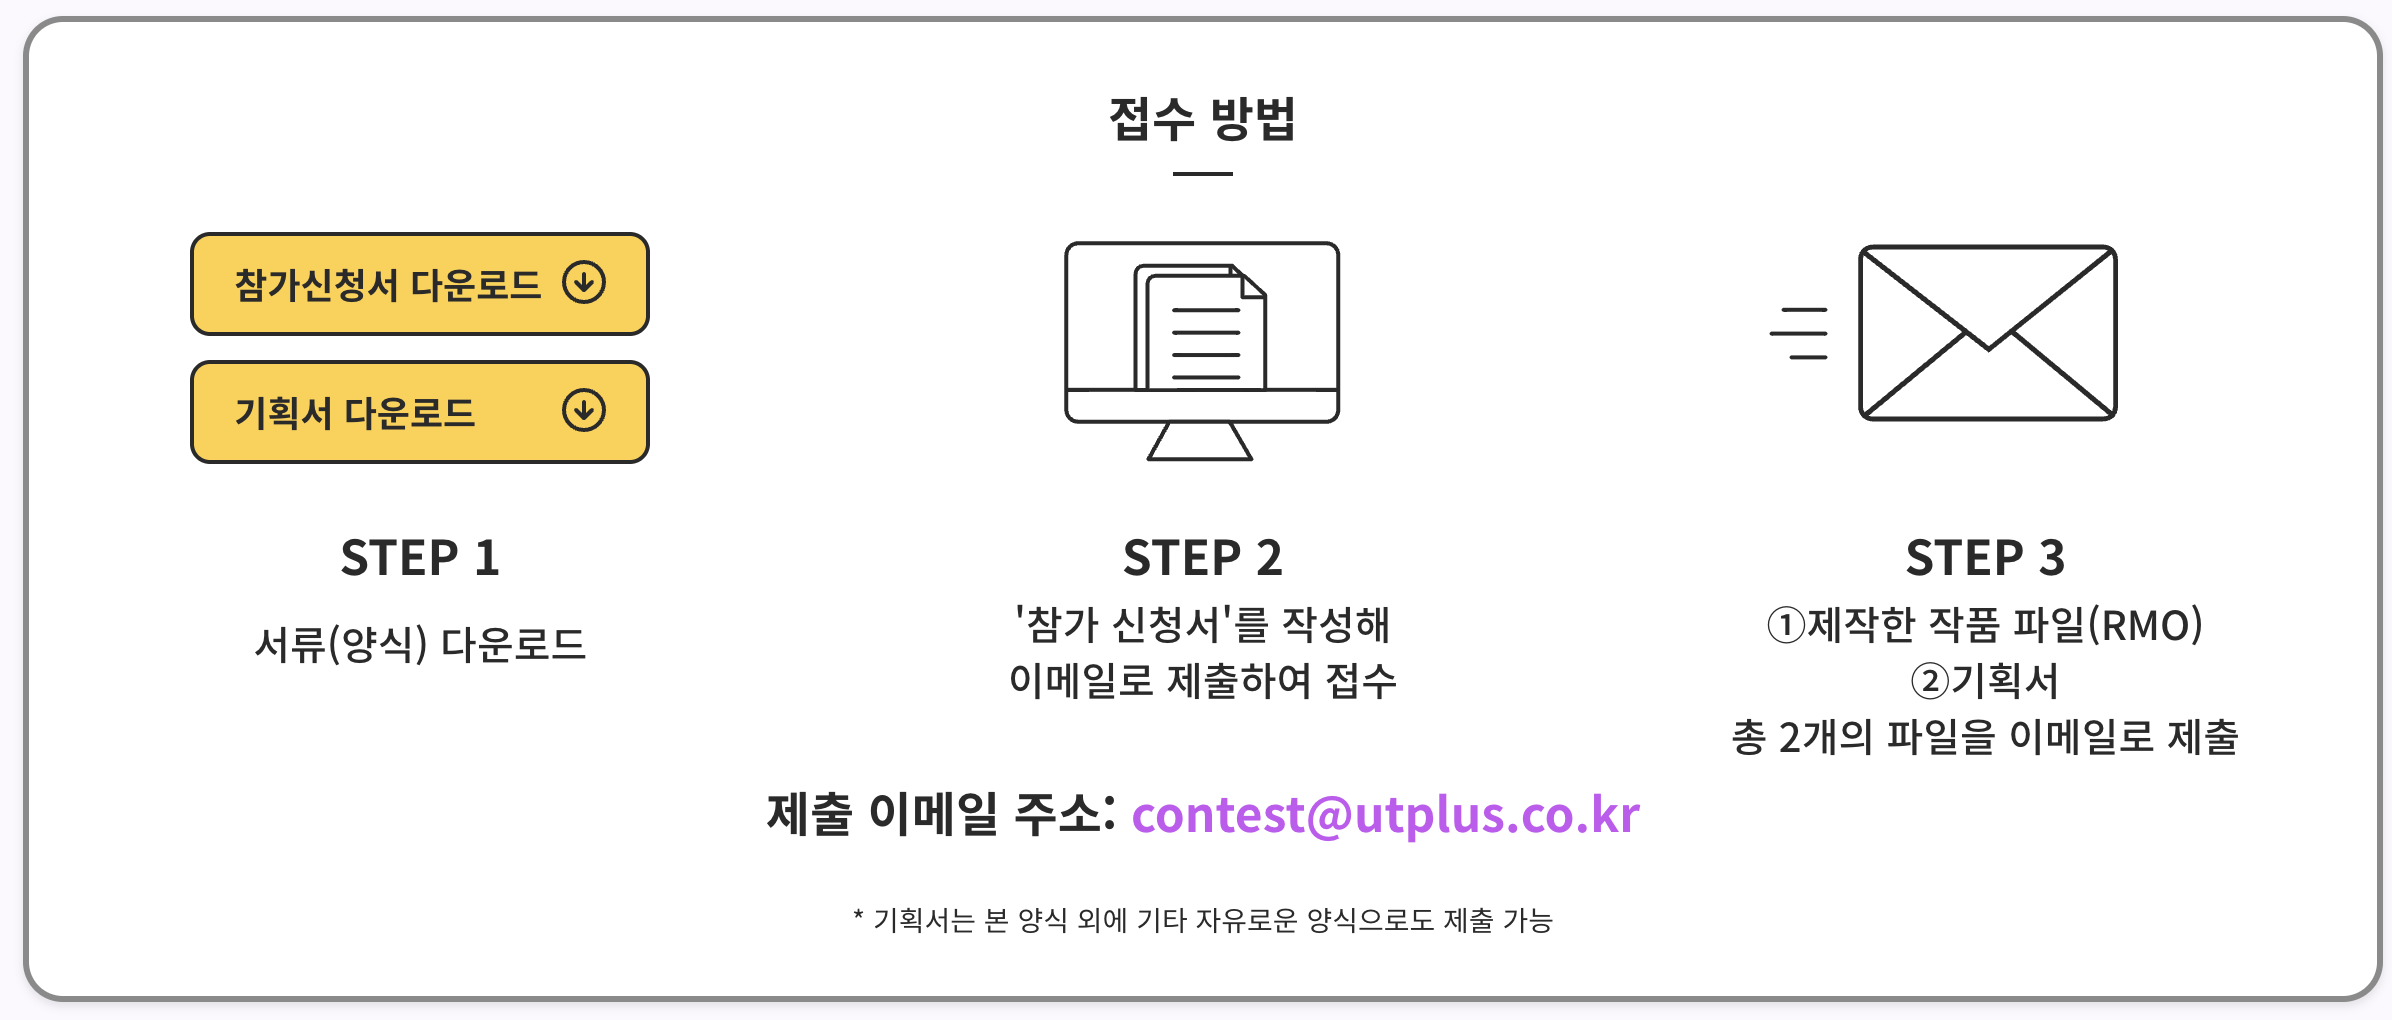 접수 방법
참가신청서 다운로드
기획서 다운로드
STEP 1
서류(양식) 다운로드
STEP 2
'참가 신청서'를 작성해
이메일로 제출하여 접수
STEP 3
①제작한 작품 파일(RMO)
②기획서
총 2개의 파일을 이메일로 제출
제출 이메일 주소: contest@utplus.co.kr
* 기획서는 본 양식 외에 기타 자유로운 양식으로도 제출 가능